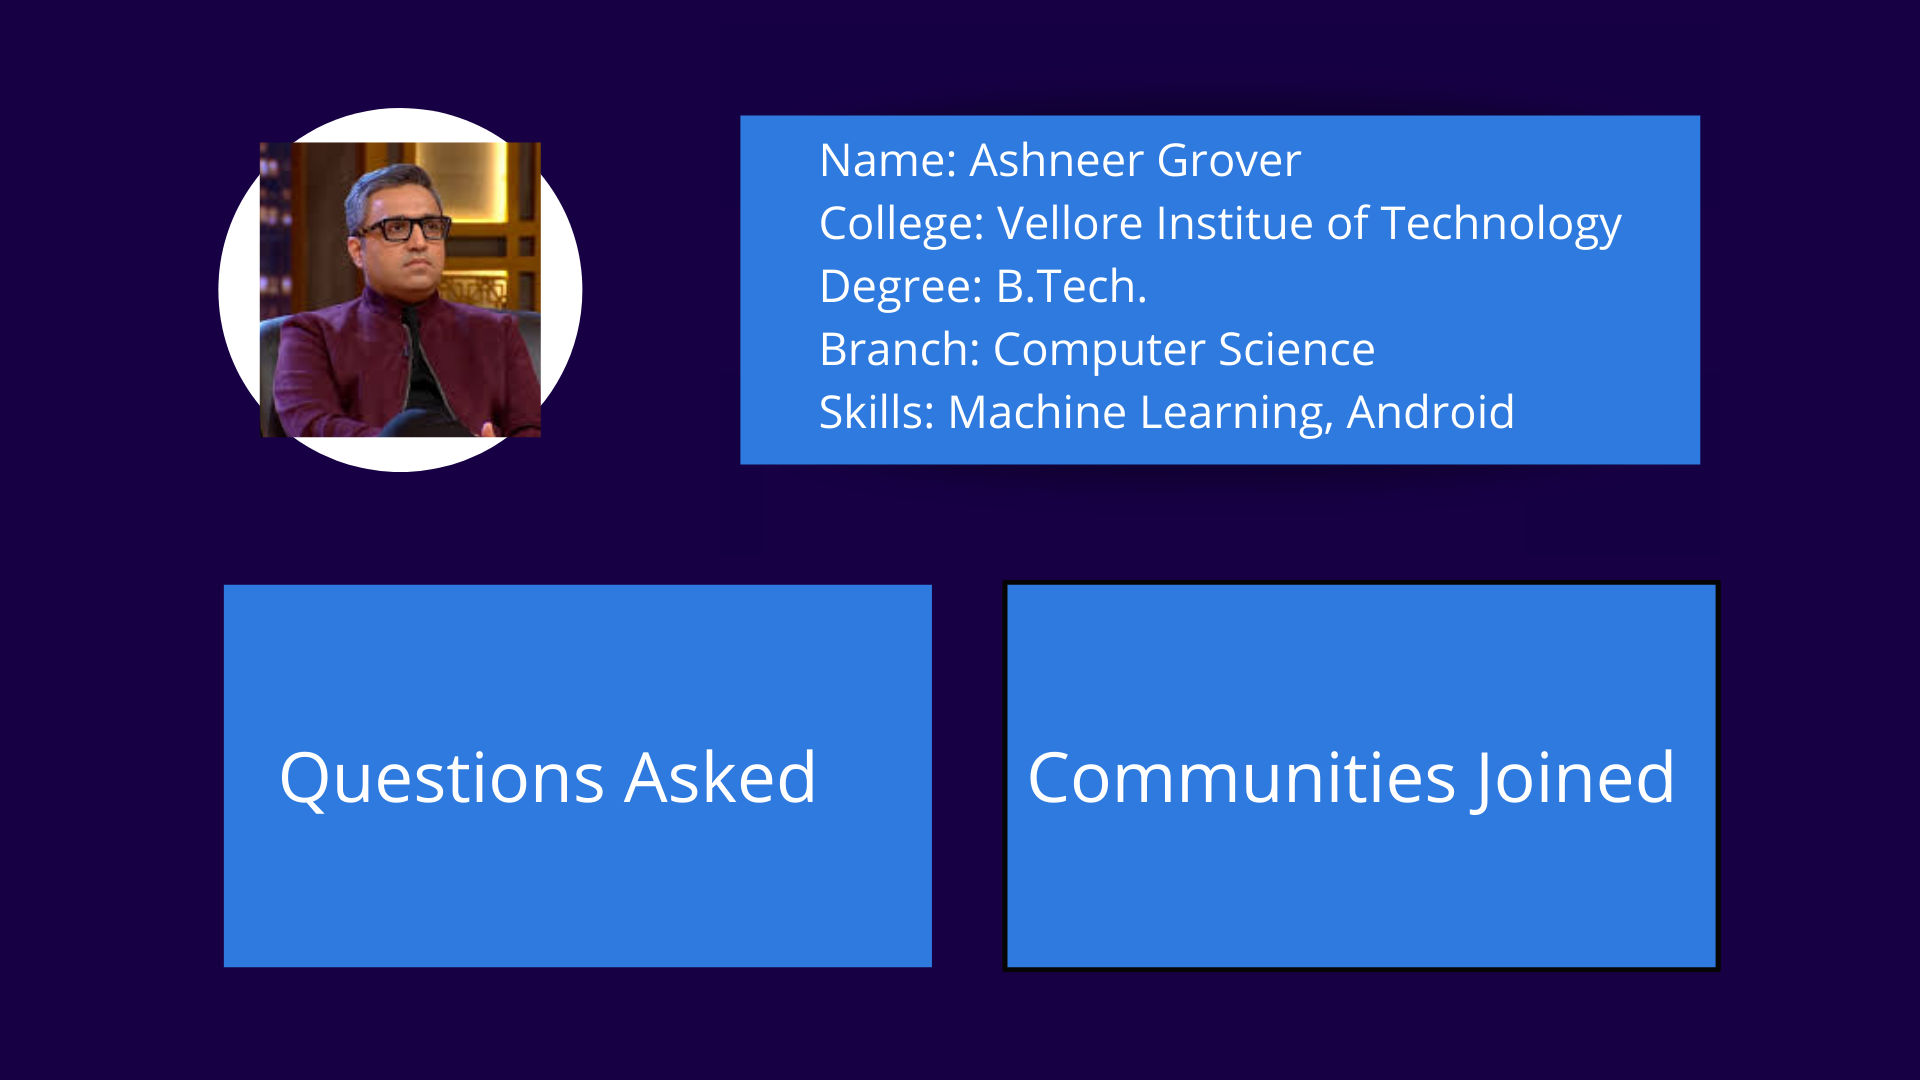 Name: Ashneer Grover
College: Vellore Institue of Technology
Degree: B.Tech.
Branch: Computer Science
Skills: Machine Learning, Android
Questions Asked
Communities Joined